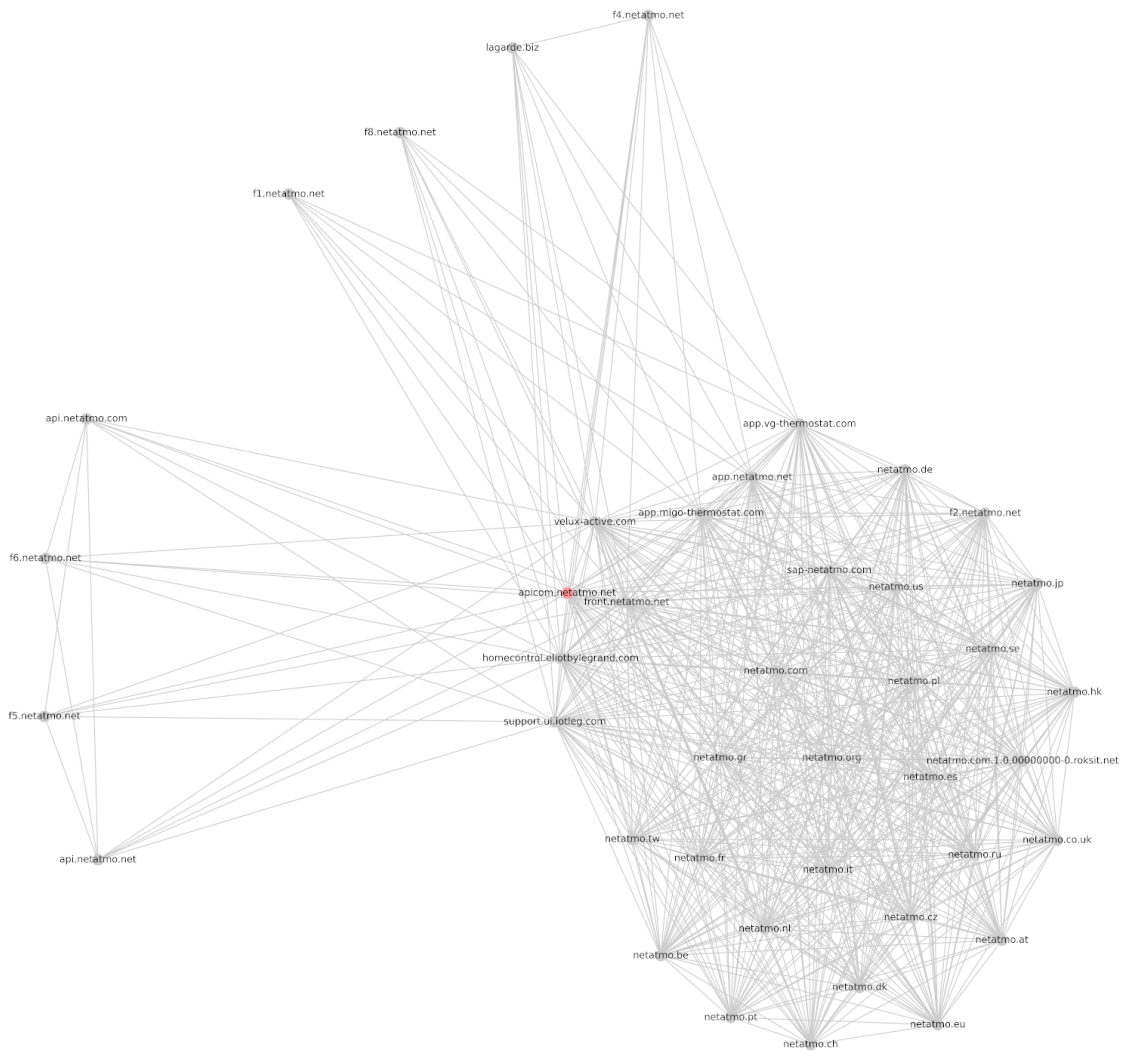 f4.netatmo.net
lagarde.biz
f8.netatmo.net
f1.netatmo.net
api.netatmo.com
app.vg-thermostat.com
netatmo.de
app.netatmo.net
app.migo-thermostat.com
f2.netatmo.net
velux-active.com
f6.netatmo.net
sap-netatmo.com
netatmo.jp
netatmo.us
apicom.netatmo.net
front.netatmo.net
netatmo.se
homecontrol.eliotbylegrand.com
netatmo.com
netatmo.pl
netatmo.hk
f5.netatmo.net
support.ul.iotleg.com
netatmo.gr
netatmo.org
netatmo.com.1.0.00000000-0.roksit.net
netatmo.es
netatmo.tw
netatmo.co.uk
netatmo.ru
netatmo.fr
api.netatmo.net
netatmo.it
netatmo.cz
netatmo.nl
netatmo.at
netatmo.be
netatmo.dk
netatmo.pt
netatmo.eu
netatmo.ch